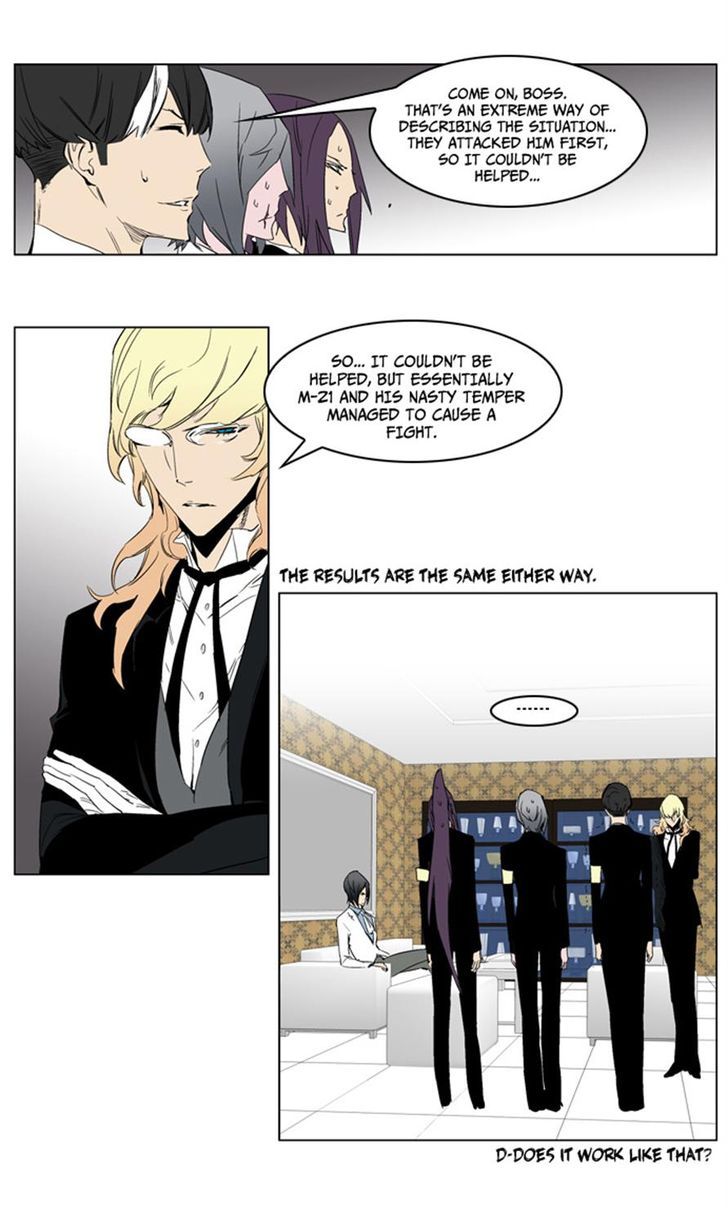 COME ON, BOSS.
THAT'S AN EXTREME WAY OF
DESCRIBING THE SITUATION...
THEY ATTACKED HIM FIRST,
SO IT COULDN'T BE
HELPED...
SO... IT COULDN'T BE
HELPED, BUT ESSENTIALLY
M-21 AND HIS NASTY TEMPER
MANAGED TO CAUSE A
FIGHT.
THE RESULTS ARE THE SAME EITHER WAY.
------
D-DOES IT WORK LIKE THAT?